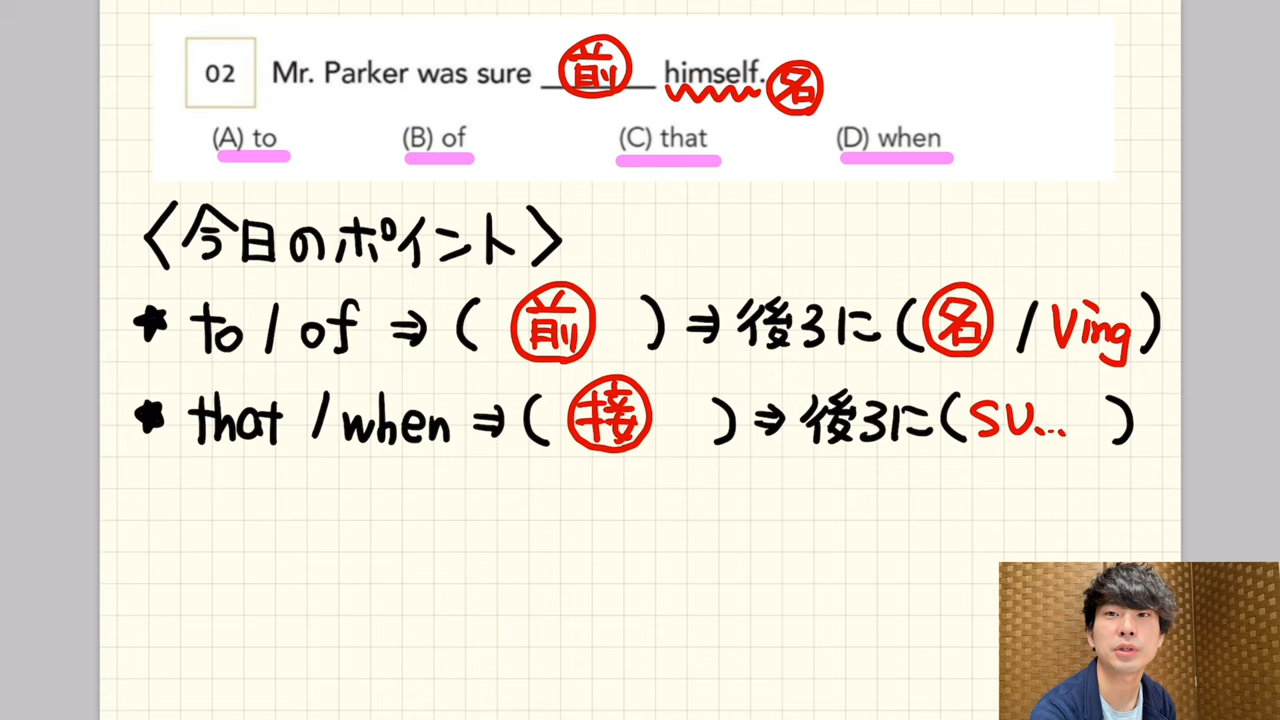 02 Mr. Parker was sure 前 himself. 名
(A) to (B) of (C) that (D) when
〈今日のポイント〉
★ to / of ⇒ ( 前 ) ⇒ 後ろに ( 名 / Ving )
★ that / when ⇒ ( 接 ) ⇒ 後ろに ( SV... )